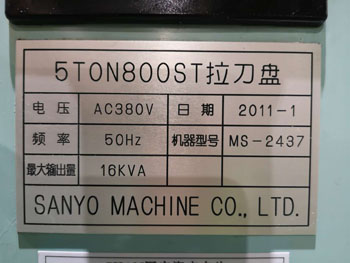 5TON800ST拉刀盘
电压 AC380V 日期 2011-1
频率 50Hz 机器型号 MS-2437
最大输出量 16KVA
SANYO MACHINE CO., LTD.